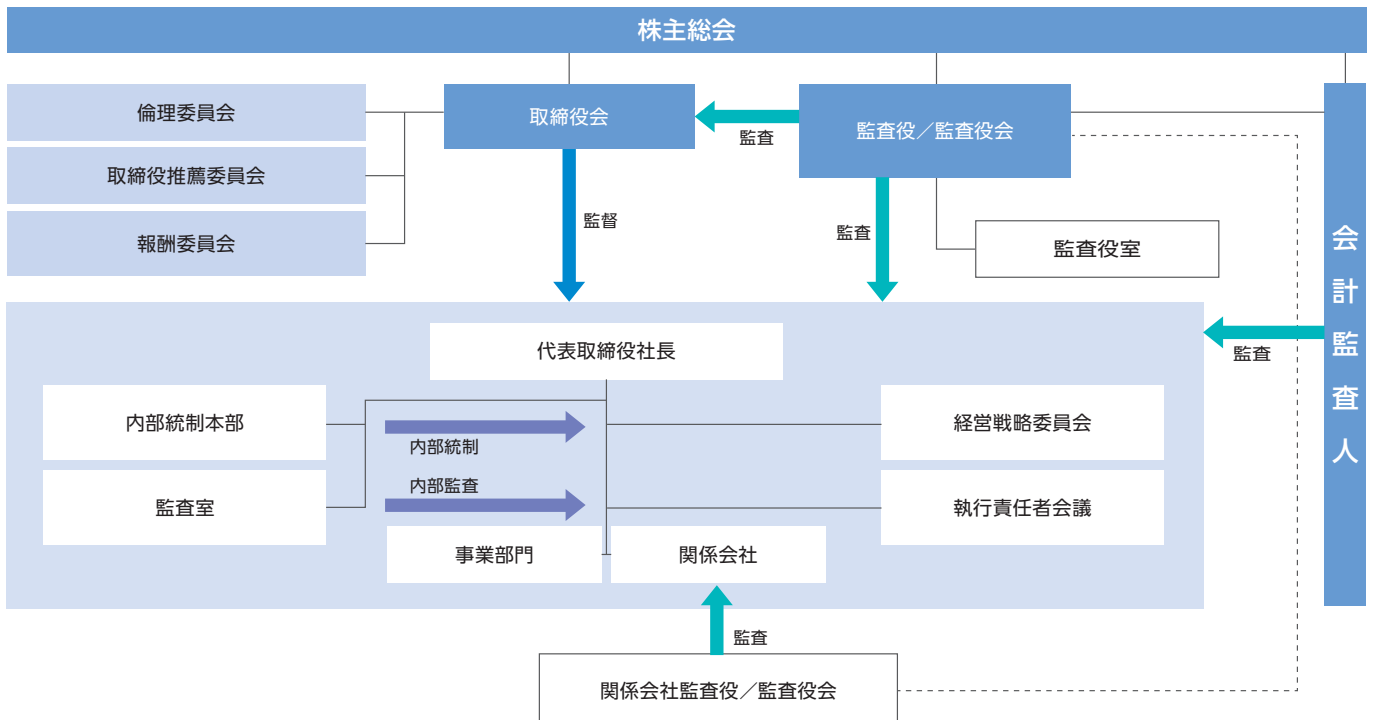 株主総会
倫理委員会
取締役推薦委員会
報酬委員会
取締役会
監査
監査役／監査役会
監督
監査
監査役室
会計監査人
監査
代表取締役社長
内部統制本部
内部統制
経営戦略委員会
監査室
内部監査
執行責任者会議
事業部門
関係会社
監査
関係会社監査役／監査役会